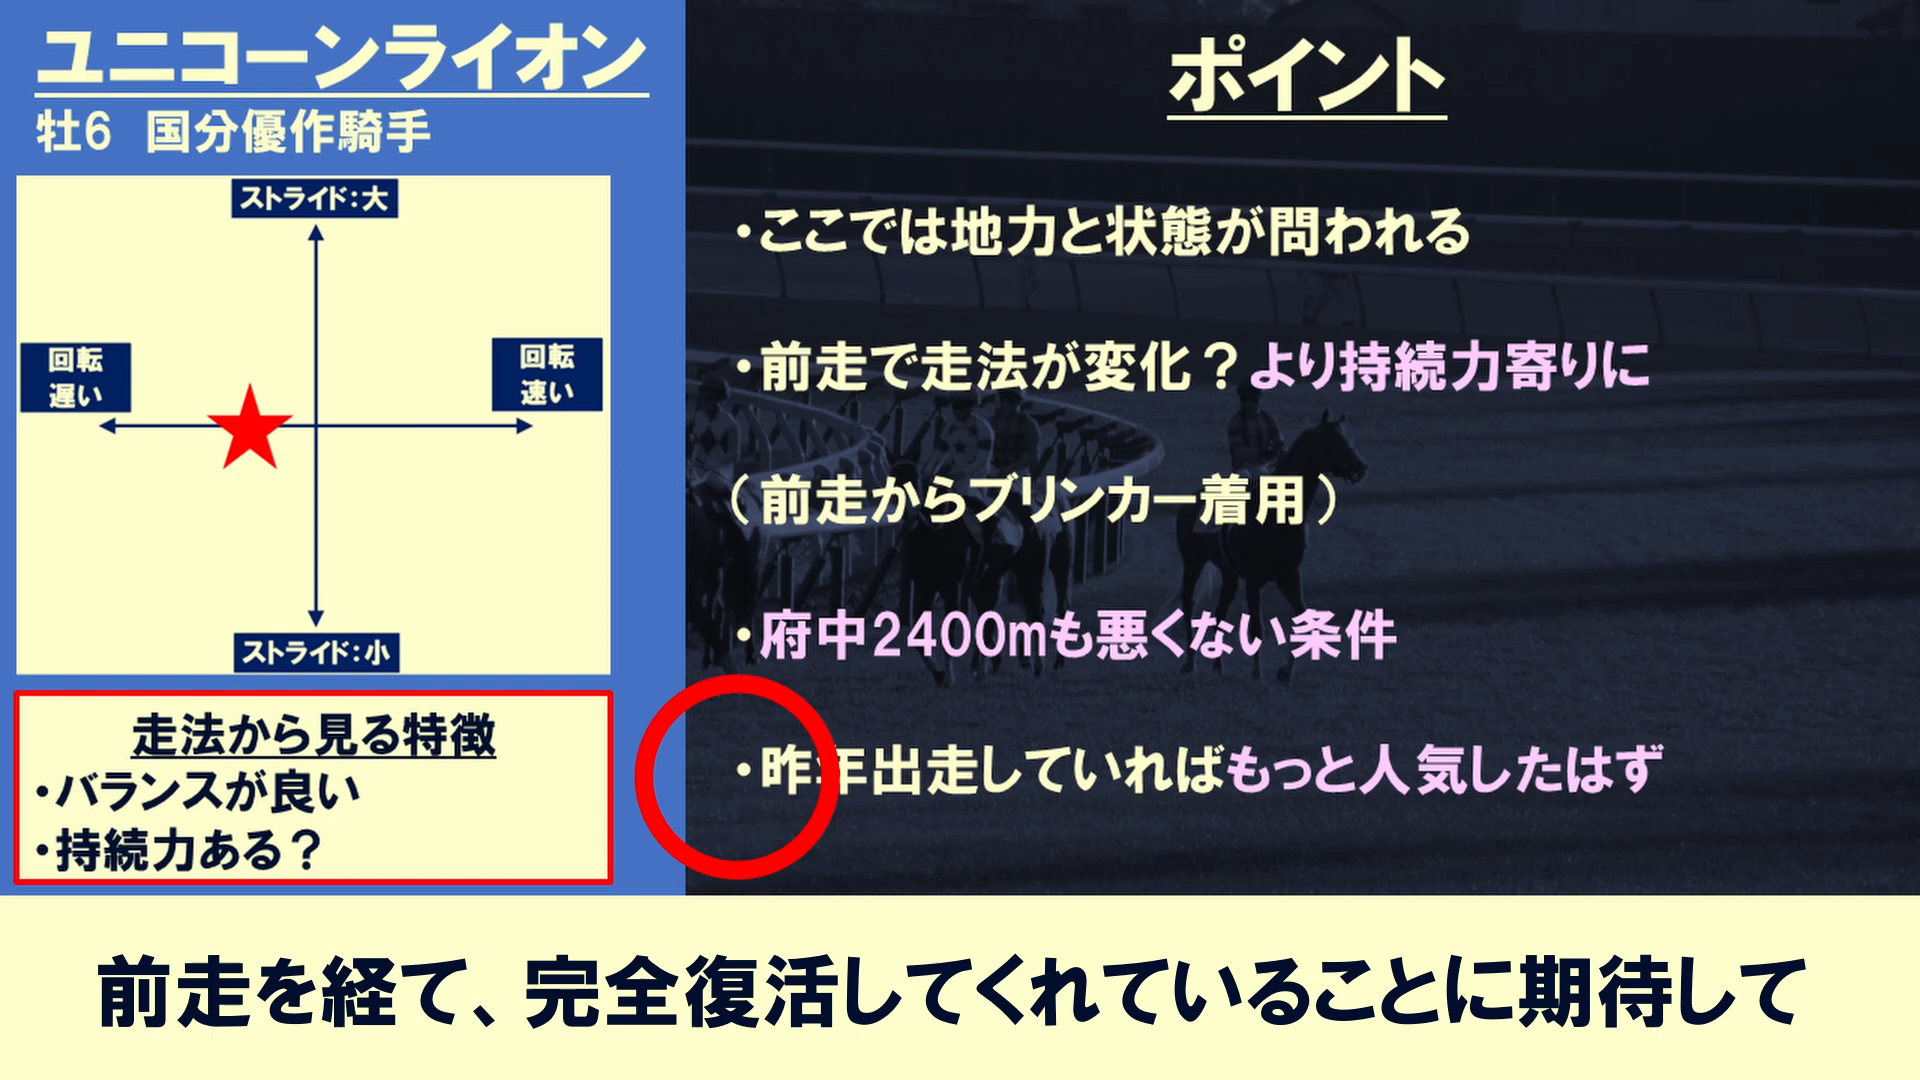 ユニコーンライオン
牡6 国分優作騎手
ストライド:大
回転
遅い
回転
速い
ストライド:小
走法から見る特徴
・バランスが良い
・持続力ある？
ポイント
・ここでは地力と状態が問われる
・前走で走法が変化？より持続力寄りに
（前走からブリンカー着用）
・府中2400mも悪くない条件
・昨年出走していればもっと人気したはず
前走を経て、完全復活してくれていることに期待して